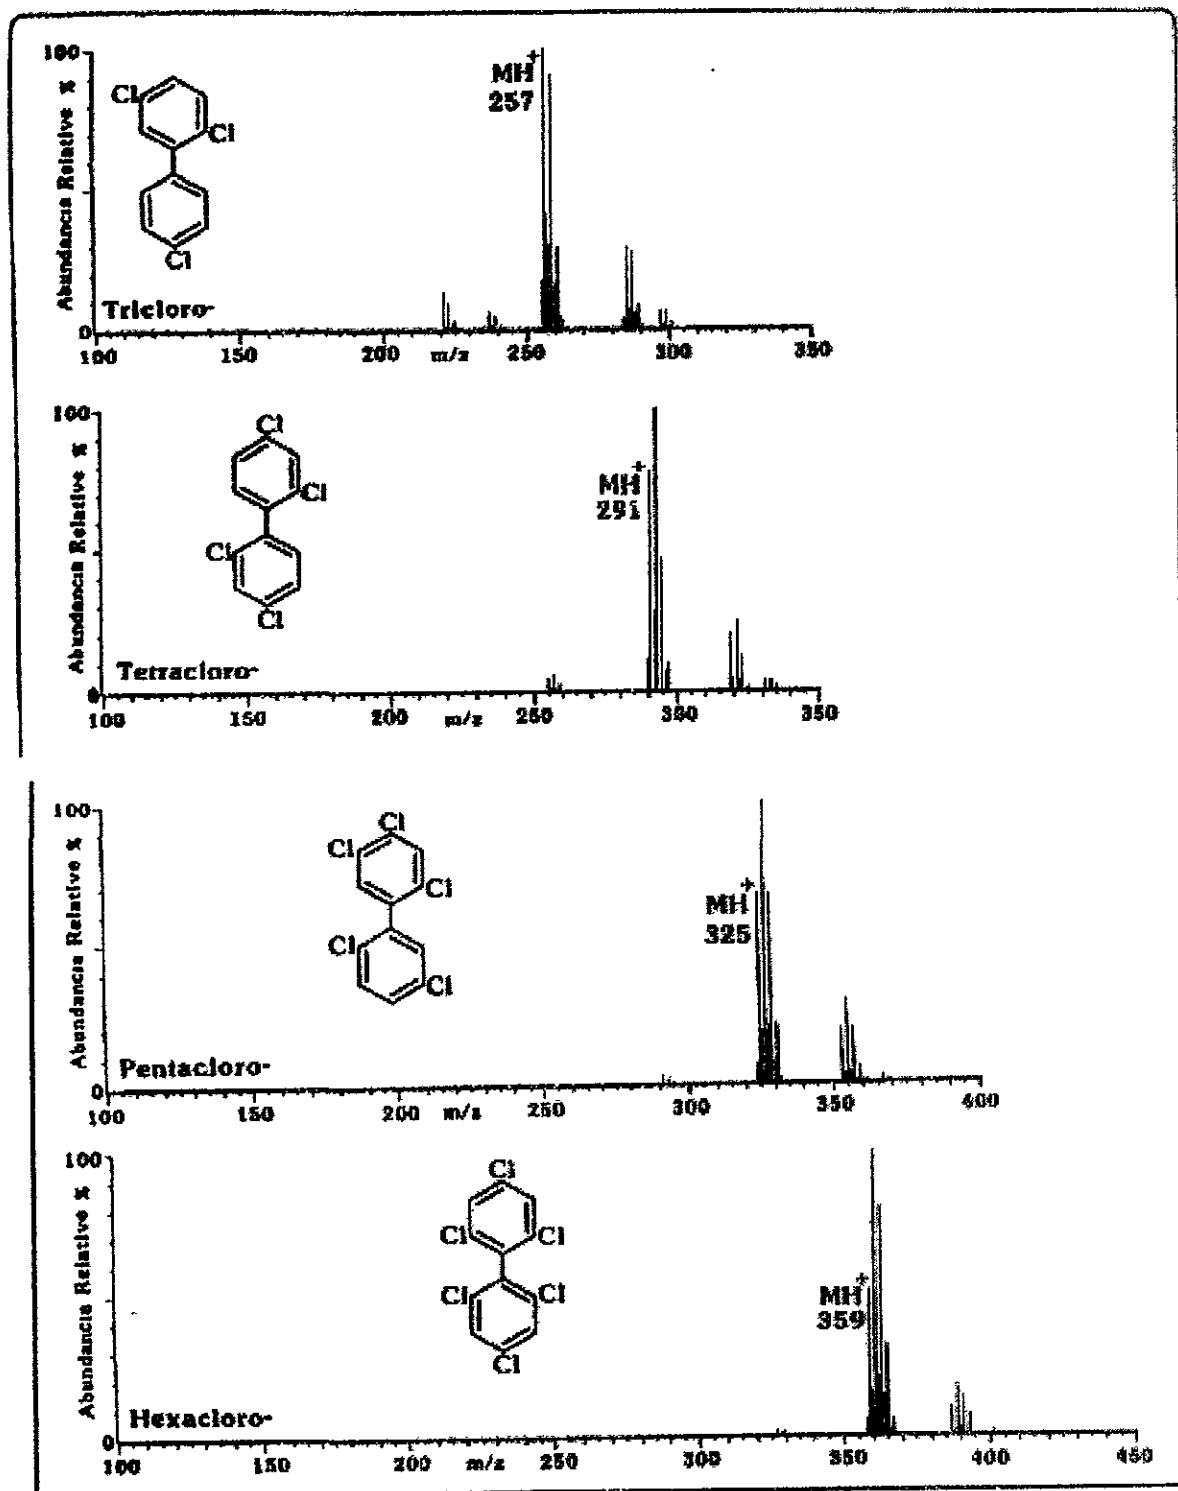 100
Abundancia Relative %
0
Cl
Cl
Cl
Tricloro-
MH+
257
100 150 200 m/z 250 300 350
100
Abundancia Relative %
0
Cl
Cl
Cl
Cl
Tetracloro-
MH+
291
100 150 200 m/z 250 300 350
100
Abundancia Relative %
0
Cl
Cl
Cl
Cl
Cl
Pentacloro-
MH+
325
100 150 200 m/z 250 300 350 400
100
Abundancia Relative %
0
Cl
Cl
Cl
Cl
Cl
Cl
Hexacloro-
MH+
359
100 150 200 m/z 250 300 350 400 450